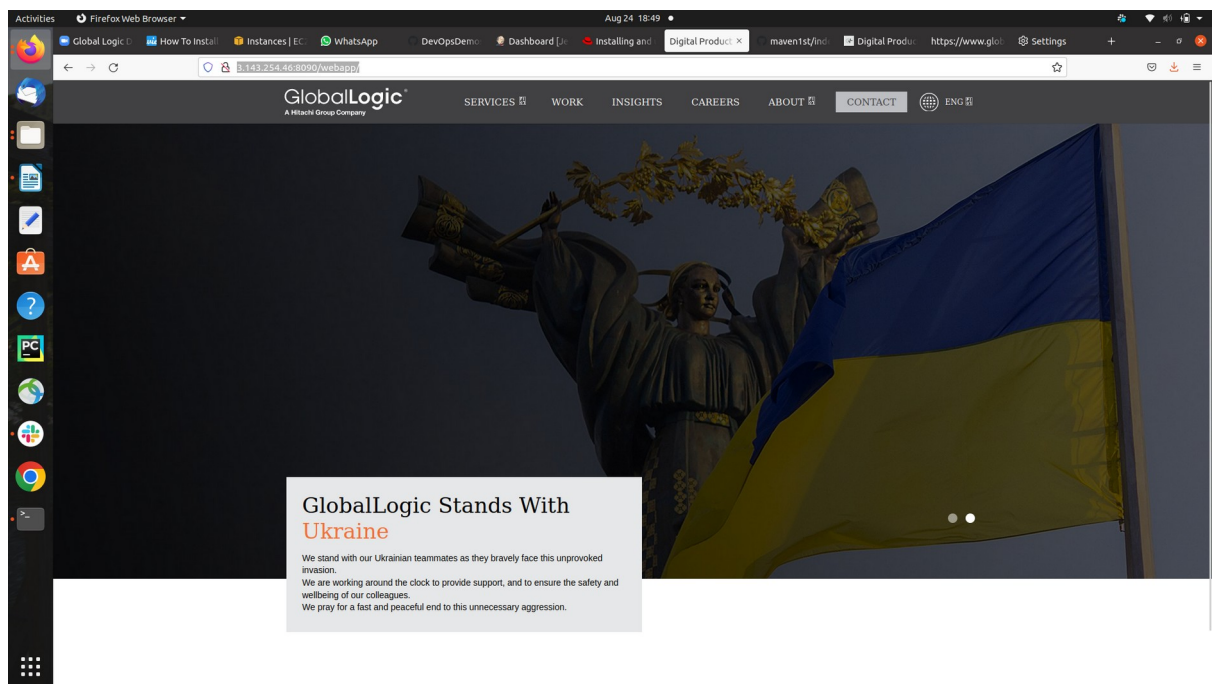 Activities
Firefox Web Browser
Aug 24 18:49
Global Logic D
How To Install
Instances | EC
WhatsApp
DevOpsDemo
Dashboard [Je
Installing and
Digital Product
maven1st/ind
Digital Produc
https://www.glob
Settings
3.143.254.46:8090/webapp/
GlobalLogic
A Hitachi Group Company
SERVICES
WORK
INSIGHTS
CAREERS
ABOUT
CONTACT
ENG
PC
GlobalLogic Stands With
Ukraine
We stand with our Ukrainian teammates as they bravely face this unprovoked
invasion.
We are working around the clock to provide support, and to ensure the safety and
wellbeing of our colleagues.
We pray for a fast and peaceful end to this unnecessary aggression.